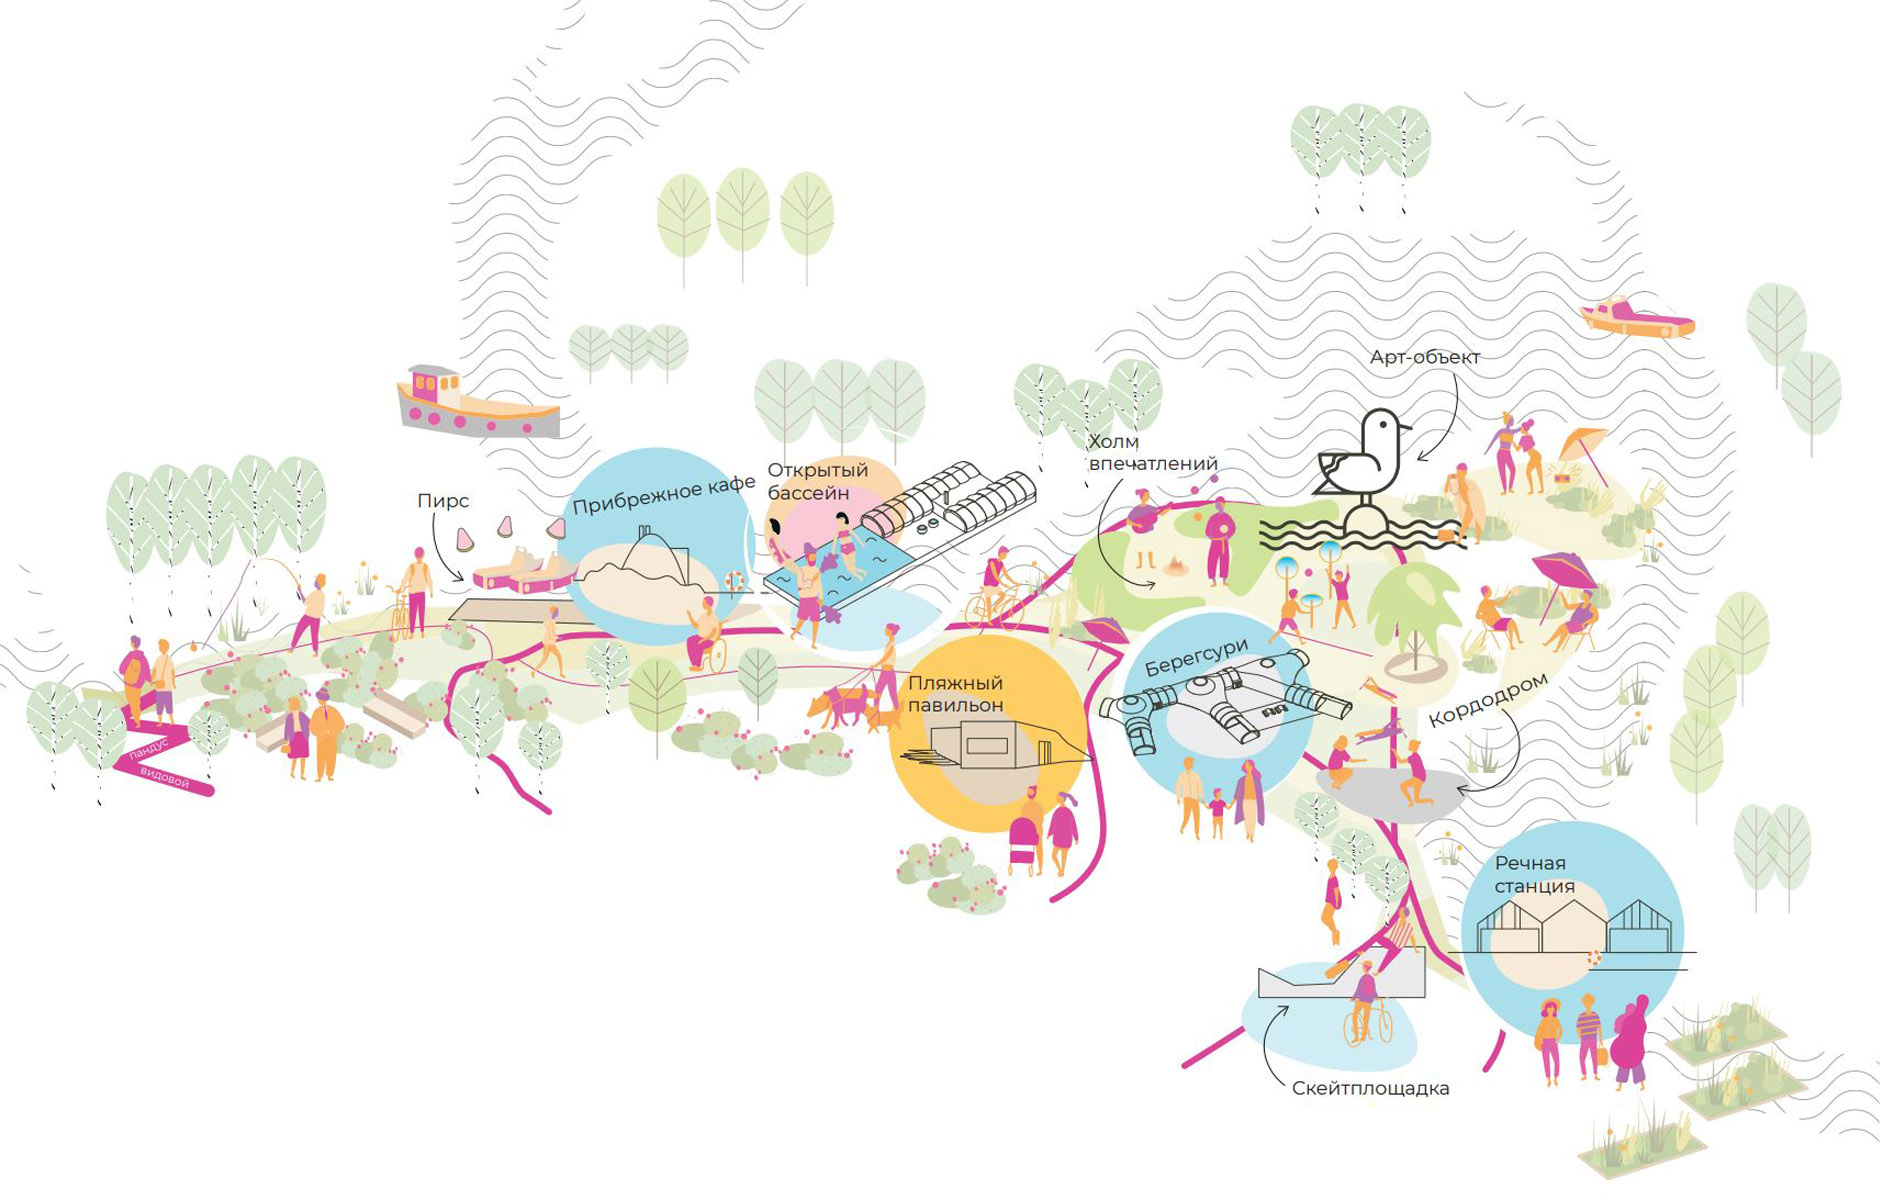 Арт-объект
Холм
впечатлений
Открытый
бассейн
Прибрежное кафе
Пирс
Берегсури
Пляжный
павильон
Кордодром
пандус
видовой
Речная
станция
Скейтплощадка